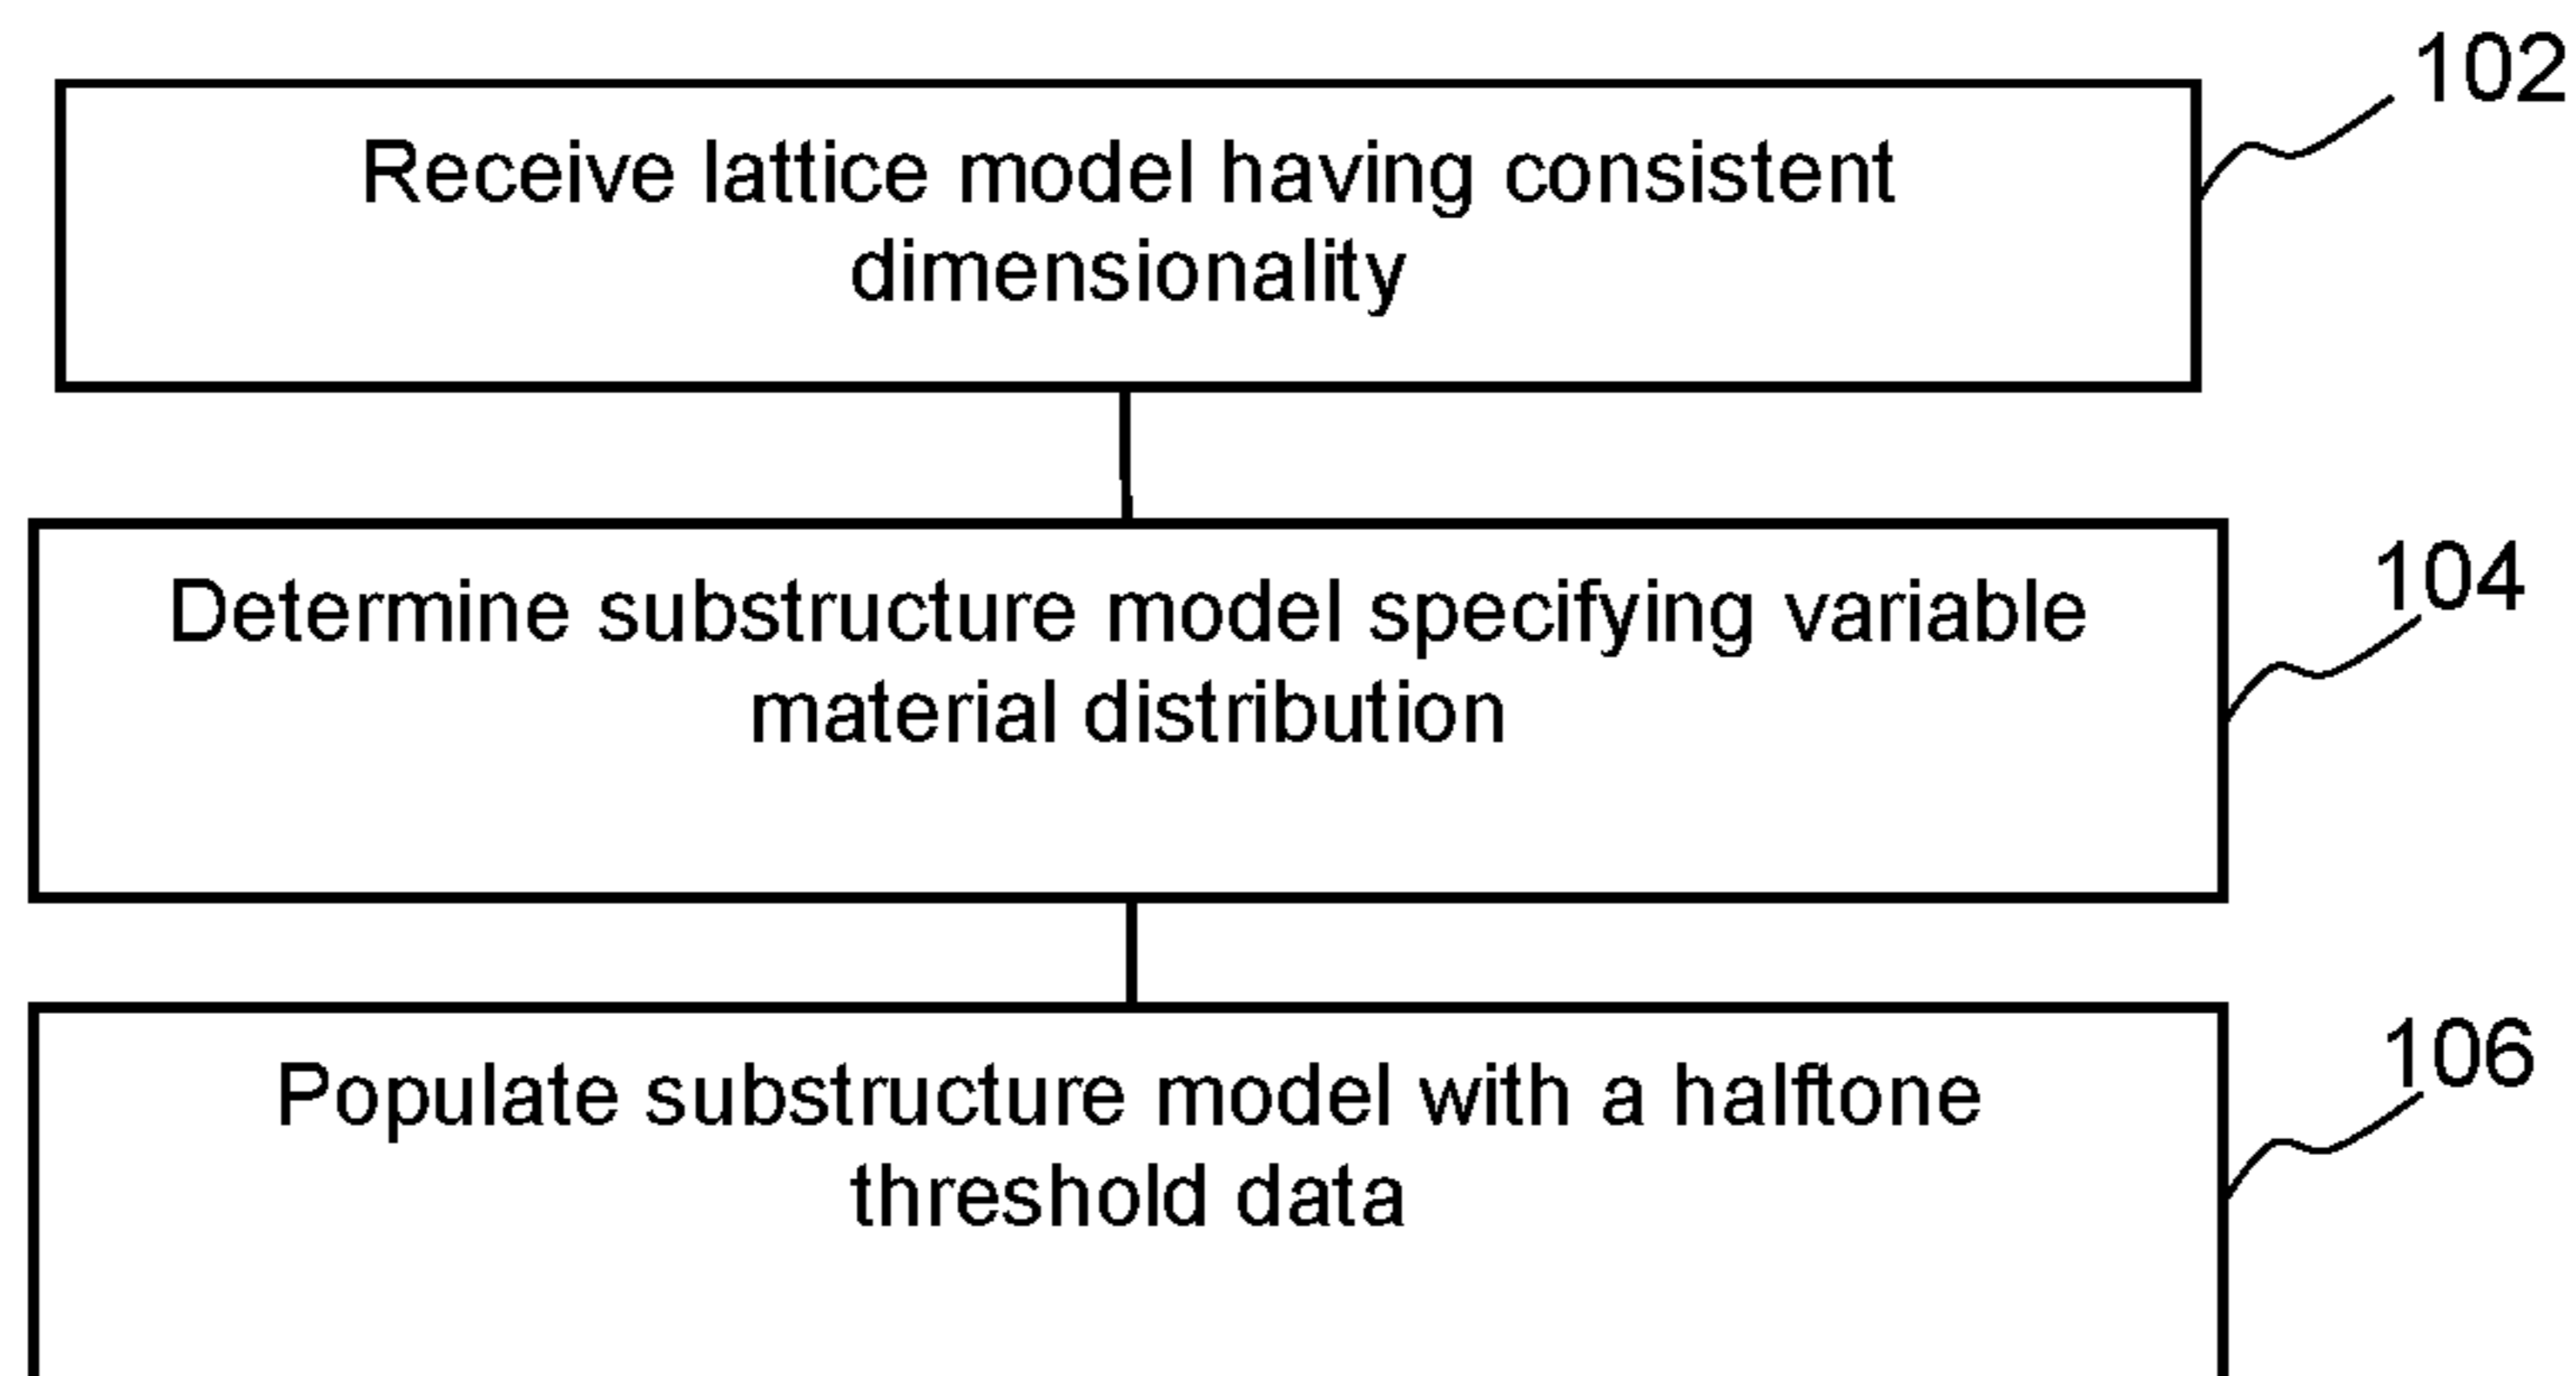 102
Receive lattice model having consistent
dimensionality
104
Determine substructure model specifying variable
material distribution
106
Populate substructure model with a halftone
threshold data